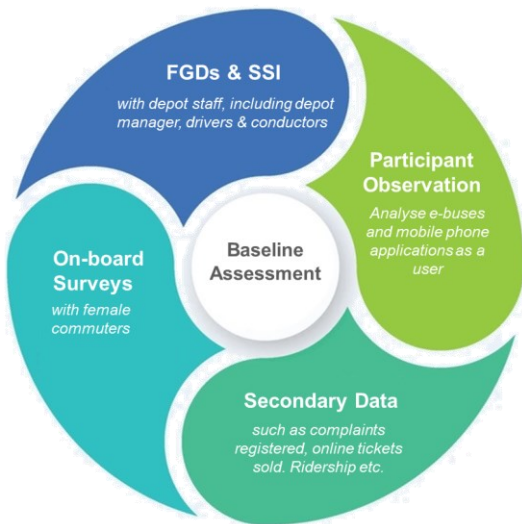 FGDs & SSI
with depot staff, including depot
manager, drivers & conductors
Participant
Observation
Analyse e-buses
and mobile phone
applications as a
user
Baseline
Assessment
On-board
Surveys
with female
commuters
Secondary Data
such as complaints
registered, online tickets
sold. Ridership etc.